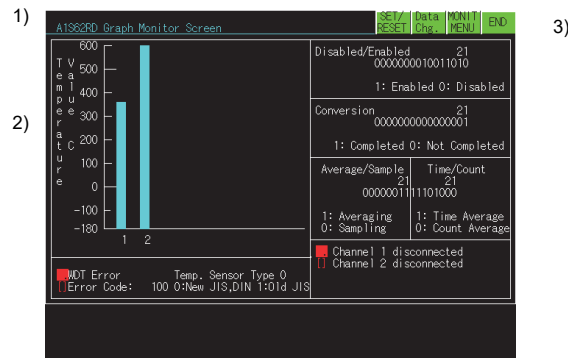 1)
A1S62RD Graph Monitor Screen
SET/ RESET
Data Chg.
MONIT MENU
END
3)
2)
Temperature
Value C
600
500
400
300
200
100
0
-100
-180
1 2
Disabled/Enabled 21
0000000010011010
1: Enabled 0: Disabled
Conversion 21
0000000000000001
1: Completed 0: Not Completed
Average/Sample Time/Count
21 21
0000001111101000
1: Averaging 1: Time Average
0: Sampling 0: Count Average
Channel 1 disconnected
Channel 2 disconnected
WDT Error Temp. Sensor Type 0
Error Code: 100 0:New JIS,DIN 1:Old JIS